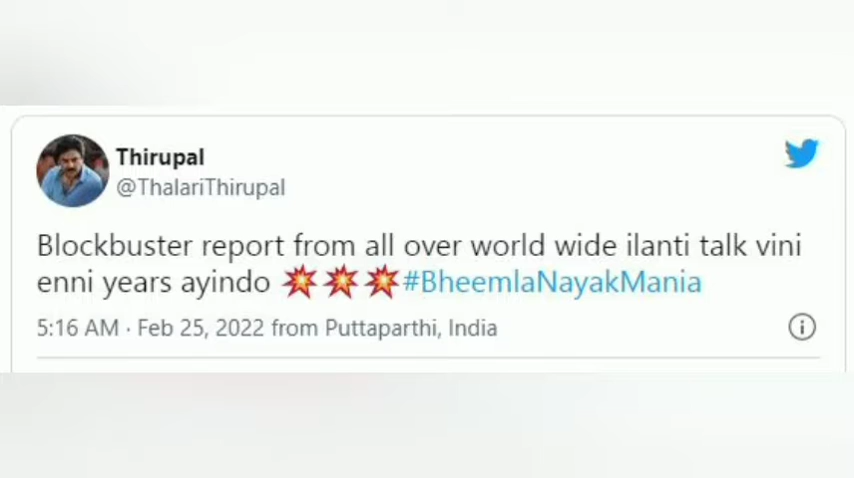 Thirupal
@ThalariThirupal
Blockbuster report from all over world wide ilanti talk vini
enni years ayindo 💥💥💥#BheemlaNayakMania
5:16 AM · Feb 25, 2022 from Puttaparthi, India